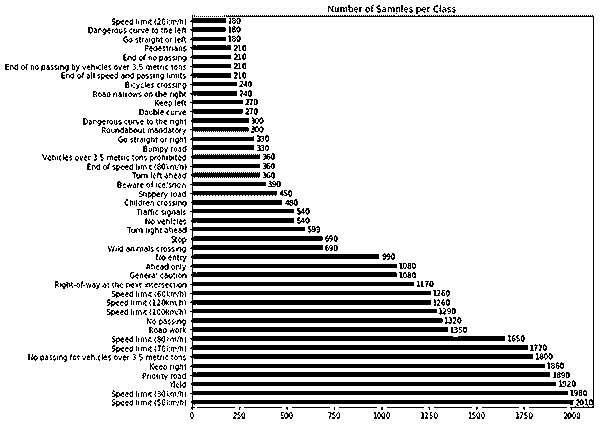 Number of Samples per Class
Speed limit (20km/h) 180
Dangerous curve to the left 180
Go straight or left 180
Pedestrians 210
End of no passing 210
End of no passing by vehicles over 3.5 metric tons 210
End of all speed and passing limits 210
Bicycles crossing 240
Road narrows on the right 240
Keep left 270
Double curve 270
Dangerous curve to the right 300
Roundabout mandatory 300
Go straight or right 330
Bumpy road 330
Vehicles over 3.5 metric tons prohibited 360
End of speed limit (80km/h) 360
Turn left ahead 360
Beware of ice/snow 390
Slippery road 450
Children crossing 480
Traffic signals 540
No vehicles 540
Turn right ahead 599
Stop 690
Wild animals crossing 690
No entry 990
Ahead only 1080
General caution 1080
Right-of-way at the next intersection 1170
Speed limit (60km/h) 1260
Speed limit (120km/h) 1260
Speed limit (100km/h) 1290
No passing 1320
Road work 1350
Speed limit (80km/h) 1650
Speed limit (70km/h) 1770
No passing for vehicles over 3.5 metric tons 1800
Keep right 1860
Priority road 1890
Yield 1920
Speed limit (30km/h) 1980
Speed limit (50km/h) 2010
0 250 500 750 1000 1250 1500 1750 2000